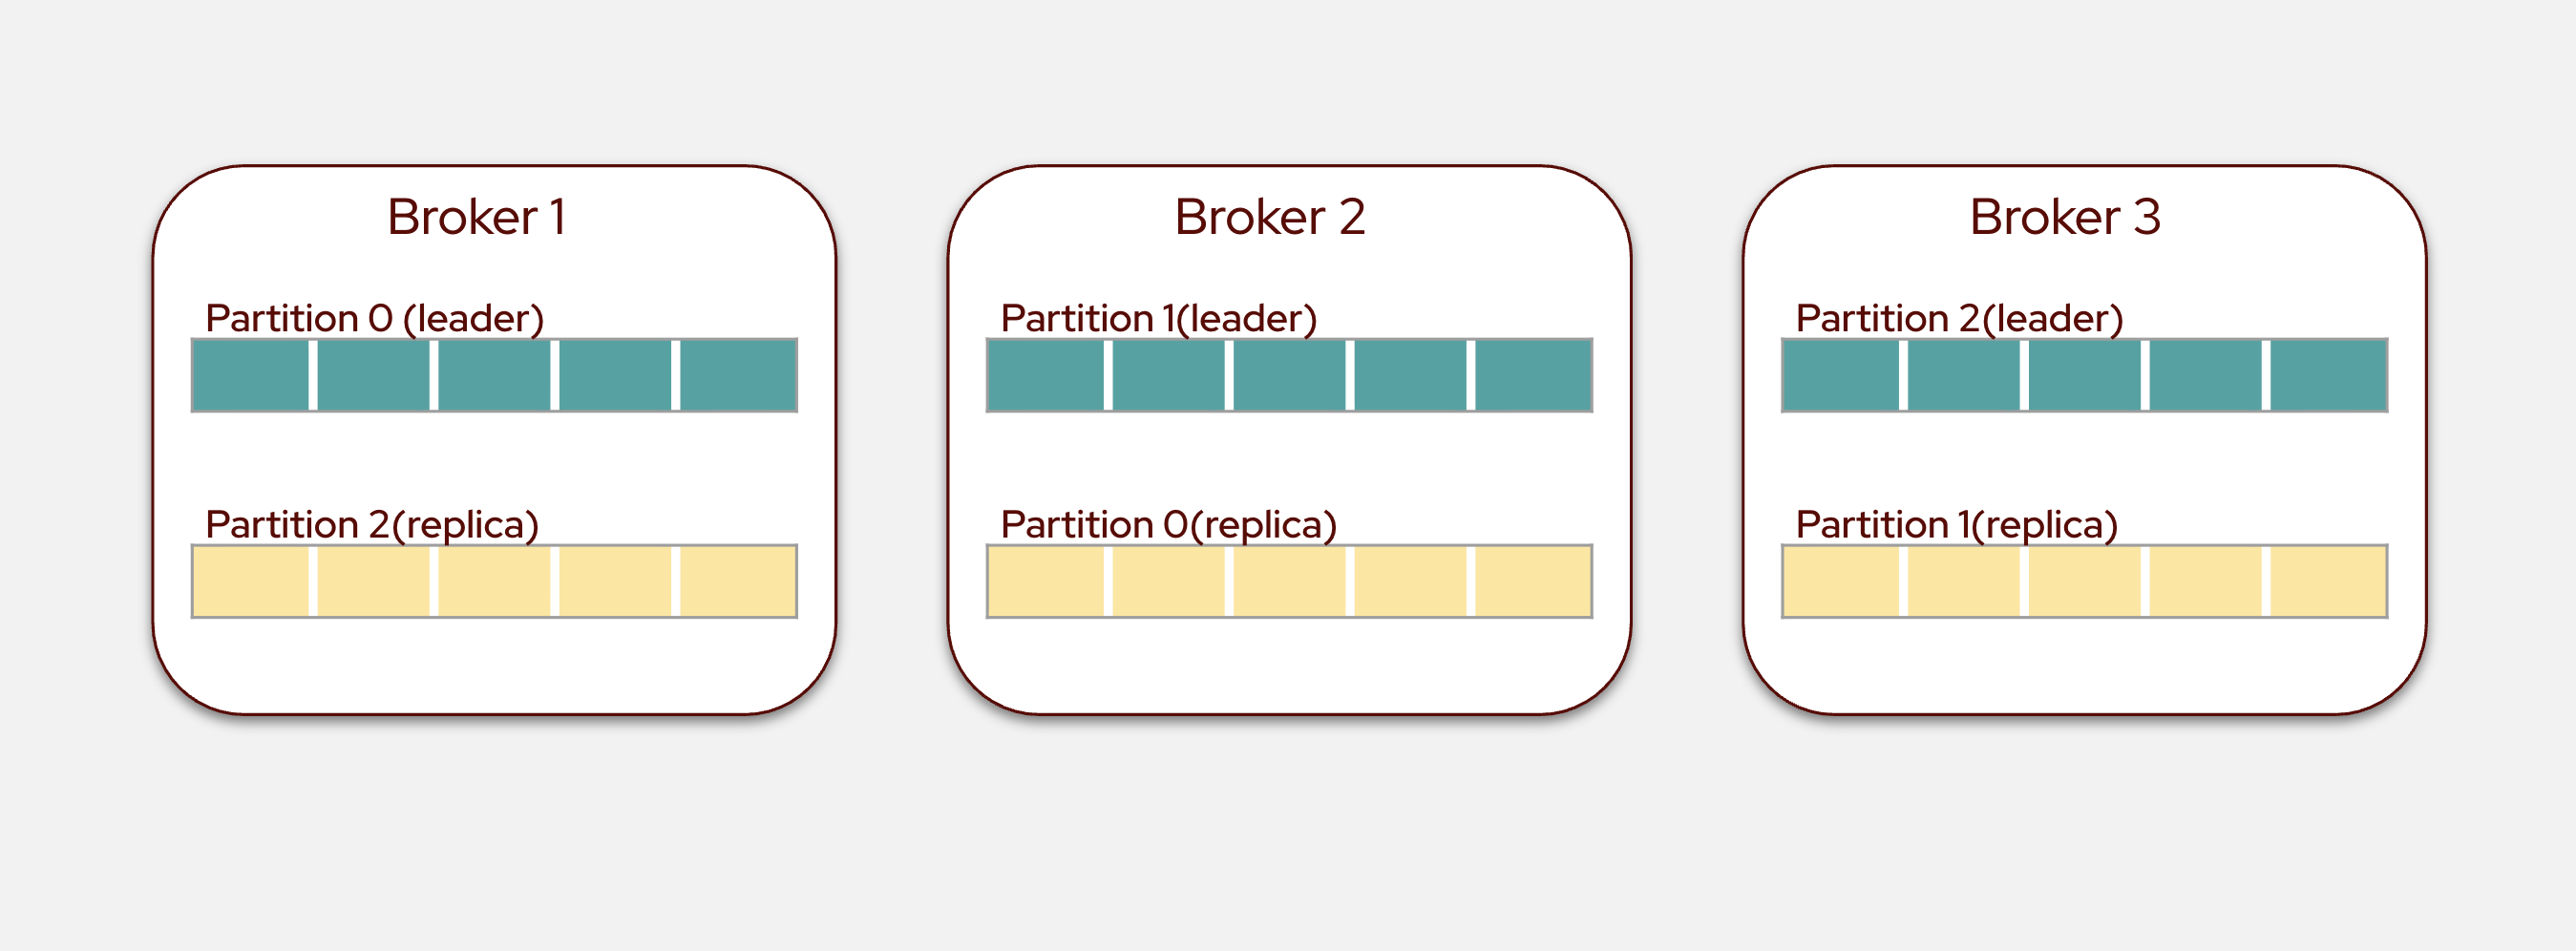 Broker 1
Partition 0 (leader)
Partition 2(replica)
Broker 2
Partition 1(leader)
Partition 0(replica)
Broker 3
Partition 2(leader)
Partition 1(replica)